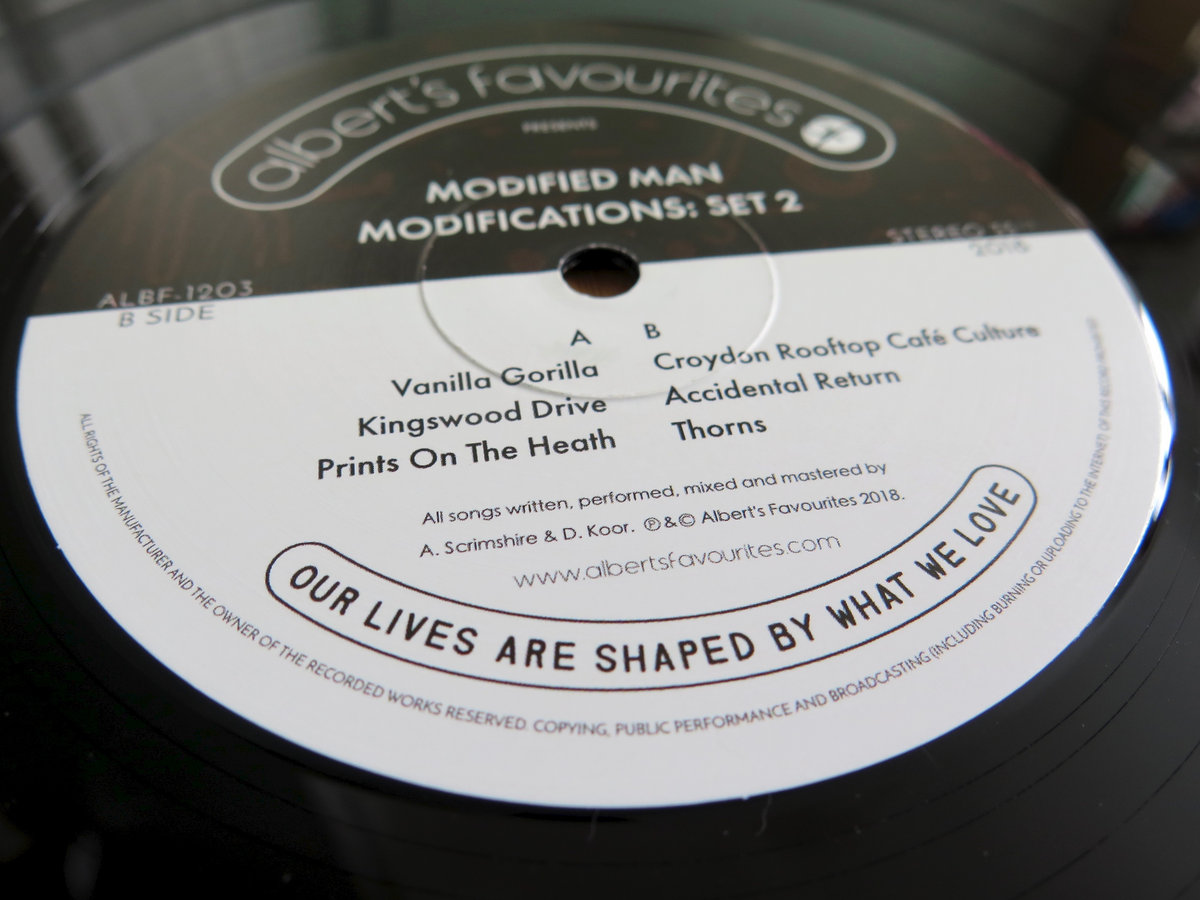 albert's favourites
PRESENTS
MODIFIED MAN
MODIFICATIONS: SET 2
STEREO
2018
ALBF-1203
B SIDE
A B
Vanilla Gorilla Croydon Rooftop Café Culture
Kingswood Drive Accidental Return
Prints On The Heath Thorns
All songs written, performed, mixed and mastered by
A. Scrimshire & D. Koor. ℗&© Albert's Favourites 2018.
www.albertsfavourites.com
OUR LIVES ARE SHAPED BY WHAT WE LOVE
ALL RIGHTS OF THE MANUFACTURER AND THE OWNER OF THE RECORDED WORKS RESERVED. COPYING, PUBLIC PERFORMANCE AND BROADCASTING (INCLUDING BURNING OR UPLOADING TO THE INTERNET) OF THIS RECORD